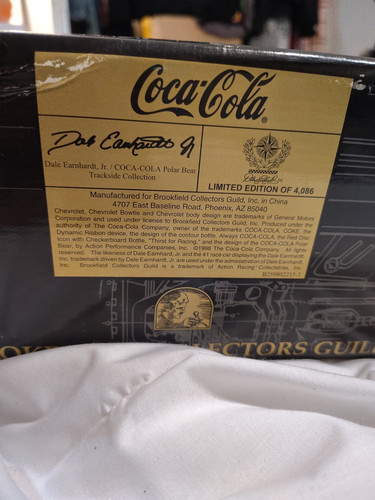 Coca-Cola®
Dale Earnhardt Jr
Dale Earnhardt, Jr. / COCA-COLA Polar Bear
Trackside Collection
LIMITED EDITION OF 4,086
Manufactured for Brookfield Collectors Guild, Inc. in China
4707 East Baseline Road, Phoenix, AZ 85040
Chevrolet, Chevrolet Bowtie and Chevrolet body design are trademarks of General Motors
Corporation and used under license to Brookfield Collectors Guild, Inc. Produced under the
authority of The Coca-Cola Company, owner of the trademarks COCA-COLA, COKE, the
Dynamic Ribbon device, the design of the contour bottle, Always COCA-COLA, the Red Disc
Icon with Checkerboard Border, "Thirst for Racing," and the design of the COCA-COLA Polar
Bear, by Action Performance Companies, Inc. ©1998 The Coca-Cola Company. All rights
reserved. The likeness of Dale Earnhardt, Jr. and the #1 race car displaying the Dale Earnhardt,
Inc. trademark driven by Dale Earnhardt, Jr. are used under the administration of Dale Earnhardt
Inc. Brookfield Collectors Guild is a trademark of Action Racing Collectables, Inc.
LECTORS GUIL